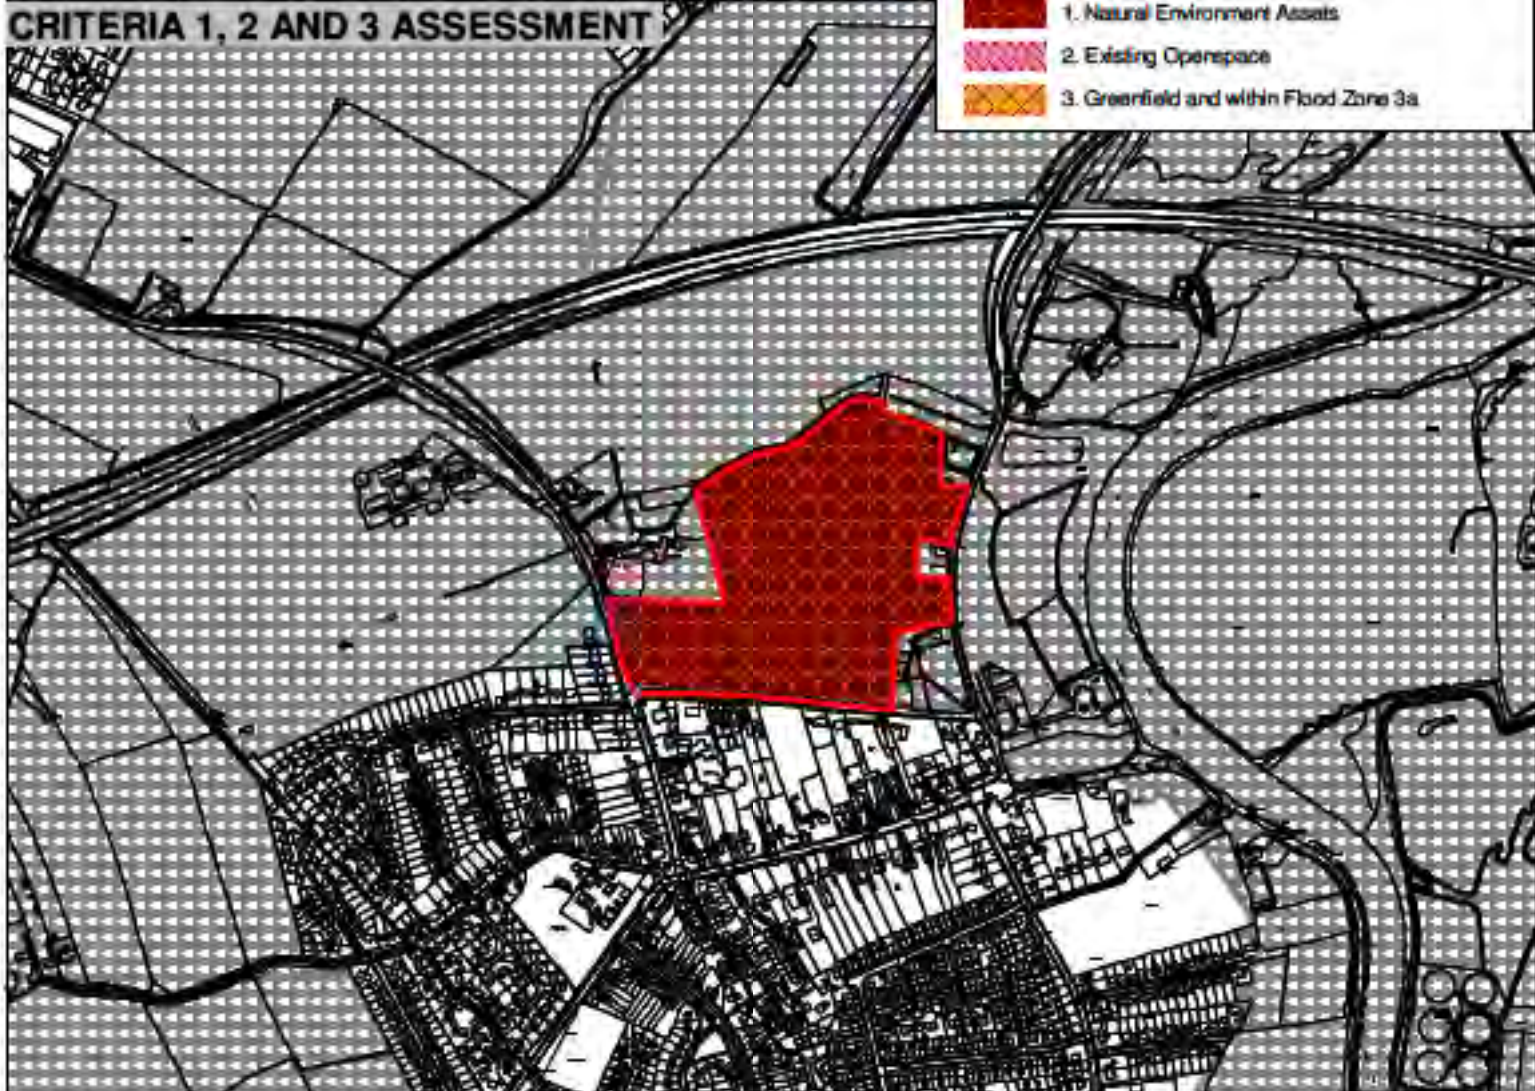 CRITERIA 1, 2 AND 3 ASSESSMENT
1. Natural Environment Assets
2. Existing Openspace
3. Greenfield and within Flood Zone 3a